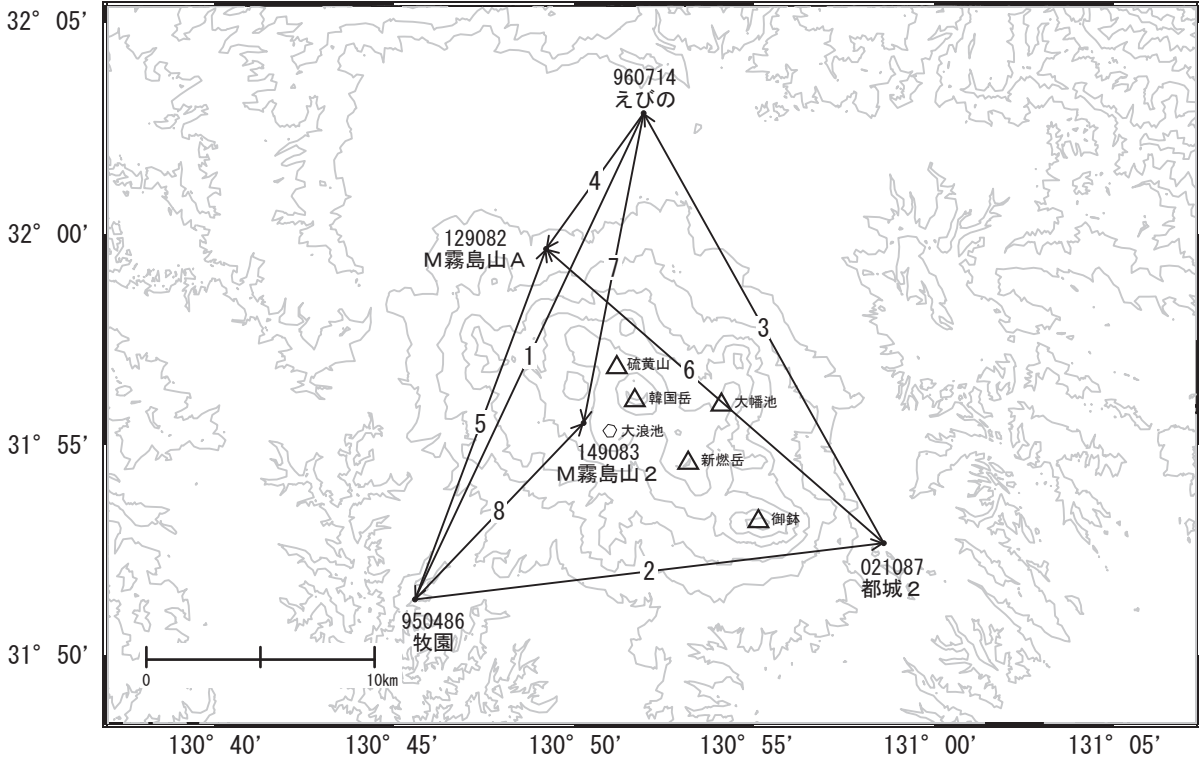 32° 05'
960714
えびの
4
32° 00'
129082
M霧島山A
7
3
1
硫黄山
6
韓国岳
大幡池
5
大浪池
31° 55'
149083
M霧島山2
新燃岳
8
御鉢
2
021087
都城2
950486
牧園
31° 50'
0
10km
130° 40'
130° 45'
130° 50'
130° 55'
131° 00'
131° 05'